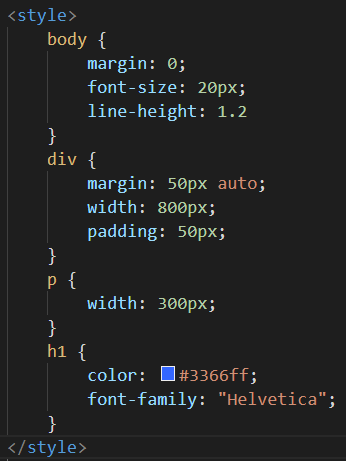 <style>
body {
margin: 0;
font-size: 20px;
line-height: 1.2
}
div {
margin: 50px auto;
width: 800px;
padding: 50px;
}
p {
width: 300px;
}
h1 {
color: #3366ff;
font-family: "Helvetica";
}
</style>